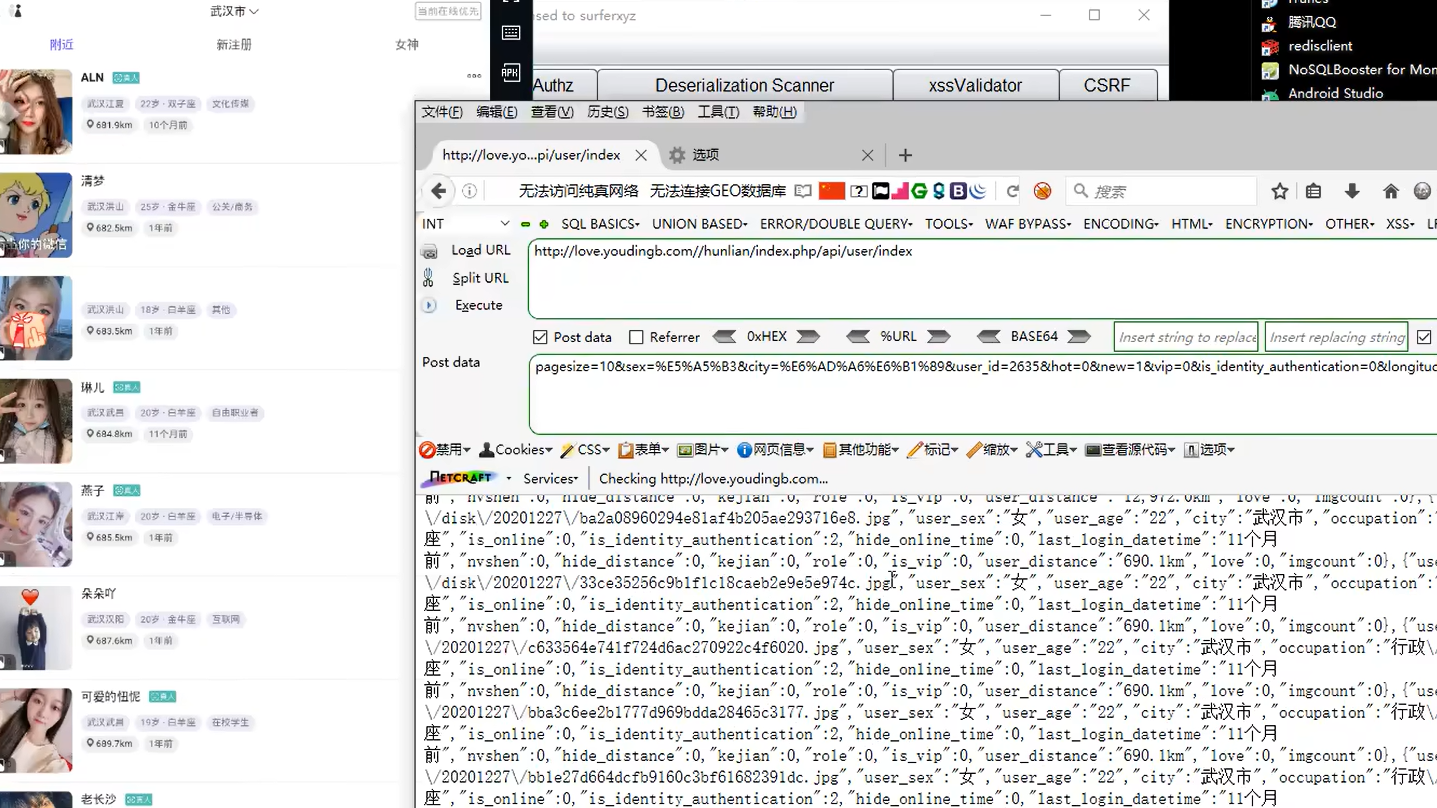 武汉市
当前在线优先
附近
新注册
女神
ALN
真人
武汉江夏 22岁·双子座 文化传媒
681.9km 10个月前
清梦
武汉洪山 25岁·金牛座 公关/商务
682.5km 1年前
你的微信
武汉洪山 18岁·白羊座 其他
683.5km 1年前
琳儿
真人
武汉武昌 20岁·白羊座 自由职业者
684.8km 11个月前
燕子
真人
武汉江岸 20岁·白羊座 电子/半导体
685.5km 1年前
朵朵吖
武汉汉阳 20岁·金牛座 互联网
687.6km 1年前
可爱的忸怩
真人
武汉武昌 19岁·白羊座 在校学生
689.7km 1年前
老长沙
真人
APK
sed to surferxyz
Authz
Deserialization Scanner
xssValidator
CSRF
iTunes
腾讯QQ
redisclient
NoSQLBooster for Mon
Android Studio
文件(F) 编辑(E) 查看(V) 历史(S) 书签(B) 工具(T) 帮助(H)
http://love.yo...pi/user/index
选项
无法访问纯真网络 无法连接GEO数据库
搜索
INT
SQL BASICS UNION BASED ERROR/DOUBLE QUERY TOOLS WAF BYPASS ENCODING HTML ENCRYPTION OTHER XSS
Load URL
http://love.youdingb.com//hunlian/index.php/api/user/index
Split URL
Execute
Post data Referrer 0xHEX %URL BASE64 Insert string to replace Insert replacing string
Post data
pagesize=10&sex=%E5%A5%B3&city=%E6%AD%A6%E6%B1%89&user_id=2635&hot=0&new=1&vip=0&is_identity_authentication=0&longitud
禁用 Cookies CSS 表单 图片 网页信息 其他功能 标记 缩放 工具 查看源代码 选项
NETCRAFT Services Checking http://love.youdingb.com...
前","nvshen":0,"hide_distance":0,"kejian":0,"role":0,"is_vip":0,"user_distance":"12,972.0km","love":0,"imgcount":0},{
\/disk\/20201227\/ba2a08960294e81af4b205ae293716e8.jpg","user_sex":"女","user_age":"22","city":"武汉市","occupation":"
座","is_online":0,"is_identity_authentication":2,"hide_online_time":0,"last_login_datetime":"11个月
前","nvshen":0,"hide_distance":0,"kejian":0,"role":0,"is_vip":0,"user_distance":"690.1km","love":0,"imgcount":0},{"use
\/disk\/20201227\/33ce35256c9b1f1c18caeb2e9e5e974c.jpg","user_sex":"女","user_age":"22","city":"武汉市","occupation":"
座","is_online":0,"is_identity_authentication":2,"hide_online_time":0,"last_login_datetime":"11个月
前","nvshen":0,"hide_distance":0,"kejian":0,"role":0,"is_vip":0,"user_distance":"690.1km","love":0,"imgcount":0},{"use
\/20201227\/c633564e741f724d6ac270922c4f6020.jpg","user_sex":"女","user_age":"22","city":"武汉市","occupation":"行政\/
座","is_online":0,"is_identity_authentication":2,"hide_online_time":0,"last_login_datetime":"11个月
前","nvshen":0,"hide_distance":0,"kejian":0,"role":0,"is_vip":0,"user_distance":"690.1km","love":0,"imgcount":0},{"use
\/20201227\/bba3c6ee2b1777d969bdda28465c3177.jpg","user_sex":"女","user_age":"22","city":"武汉市","occupation":"行政\/
座","is_online":0,"is_identity_authentication":2,"hide_online_time":0,"last_login_datetime":"11个月
前","nvshen":0,"hide_distance":0,"kejian":0,"role":0,"is_vip":0,"user_distance":"690.1km","love":0,"imgcount":0},{"use
\/20201227\/bb1e27d664dcfb9160c3bf61682391dc.jpg","user_sex":"女","user_age":"22","city":"武汉市","occupation":"行政\/
座","is_online":0,"is_identity_authentication":2,"hide_online_time":0,"last_login_datetime":"11个月